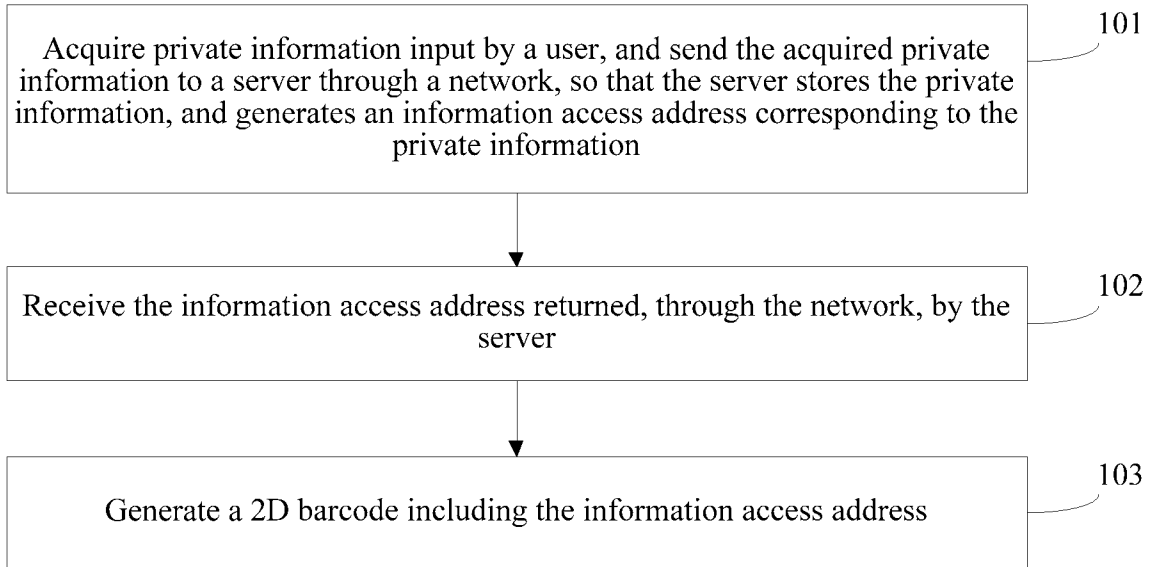 101
Acquire private information input by a user, and send the acquired private
information to a server through a network, so that the server stores the private
information, and generates an information access address corresponding to the
private information
102
Receive the information access address returned, through the network, by the
server
103
Generate a 2D barcode including the information access address